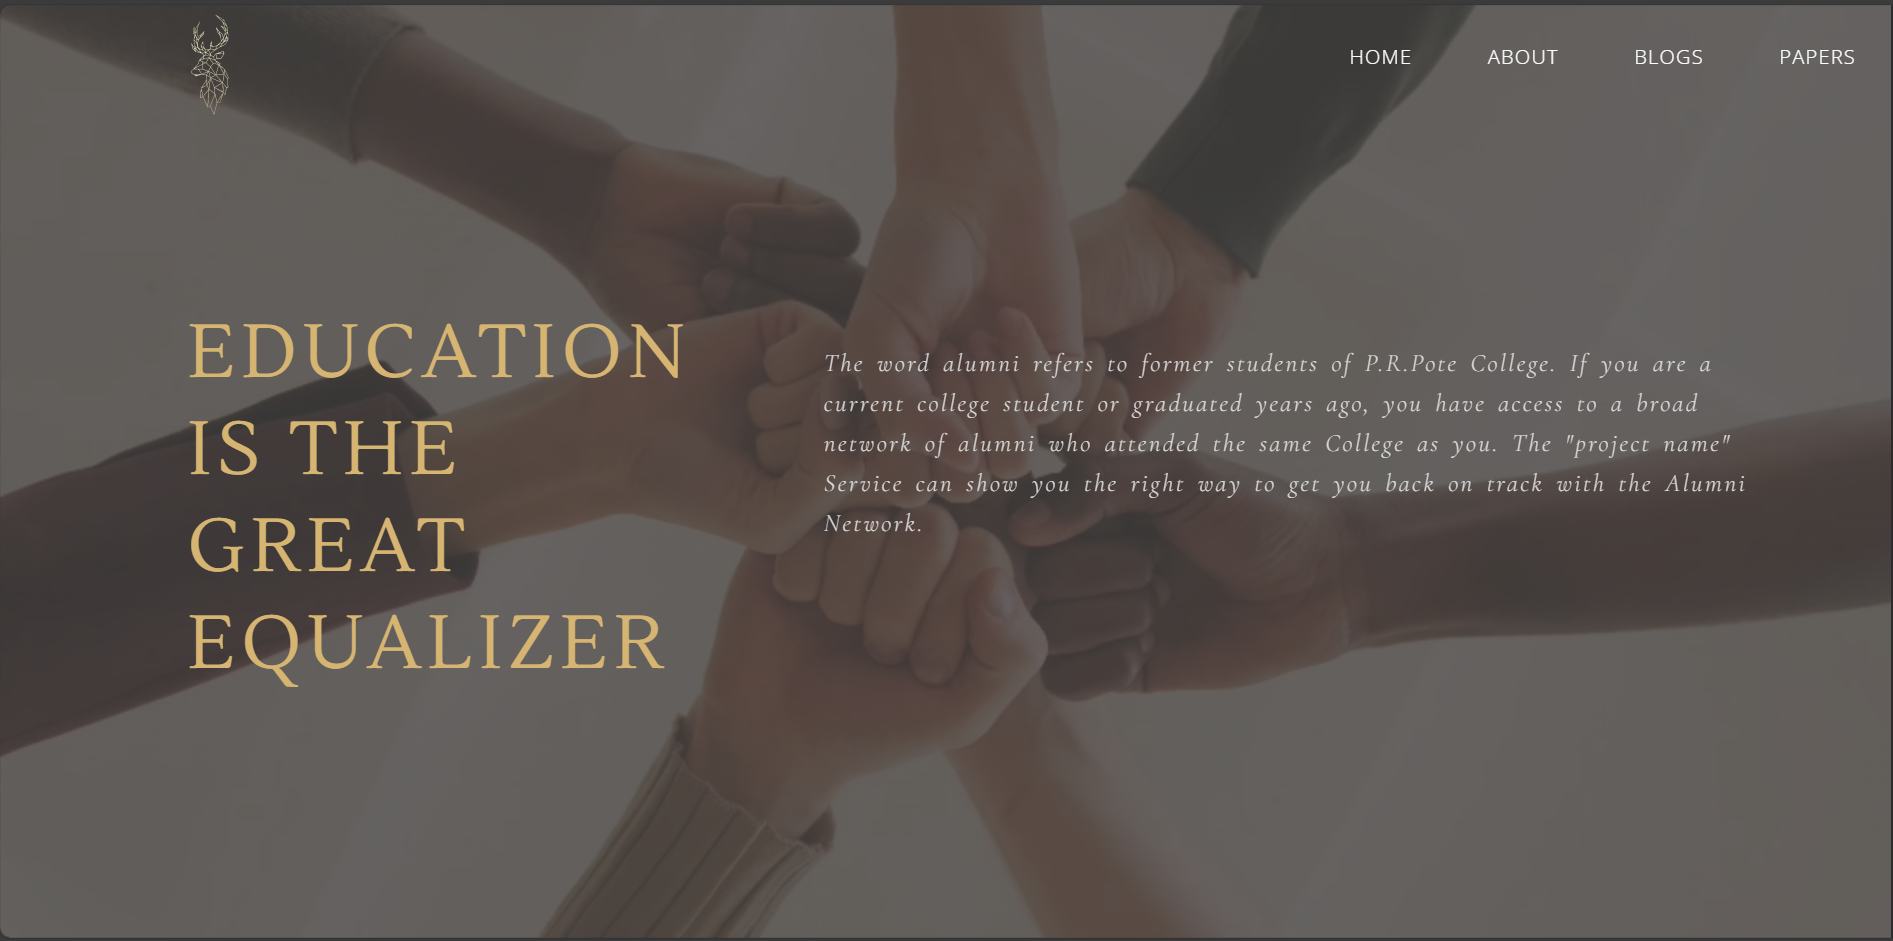 HOME ABOUT BLOGS PAPERS
EDUCATION
IS THE
GREAT
EQUALIZER
The word alumni refers to former students of P.R.Pote College. If you are a
current college student or graduated years ago, you have access to a broad
network of alumni who attended the same College as you. The "project name"
Service can show you the right way to get you back on track with the Alumni
Network.